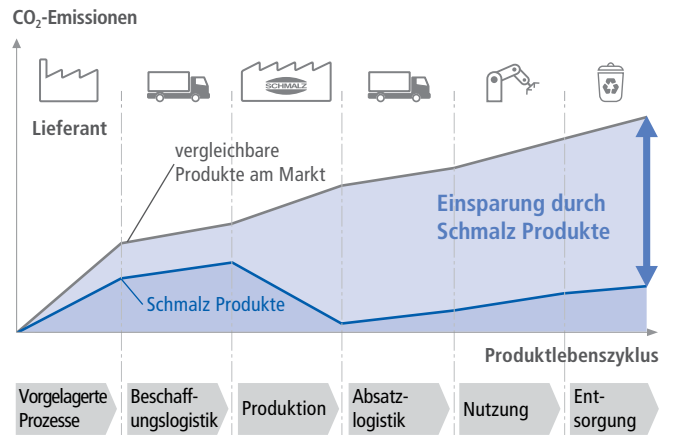 CO₂-Emissionen
SCHMALZ
Lieferant
vergleichbare
Produkte am Markt
Einsparung durch
Schmalz Produkte
Schmalz Produkte
Produktlebenszyklus
Vorgelagerte
Prozesse
Beschaff-
ungslogistik
Produktion
Absatz-
logistik
Nutzung
Ent-
sorgung